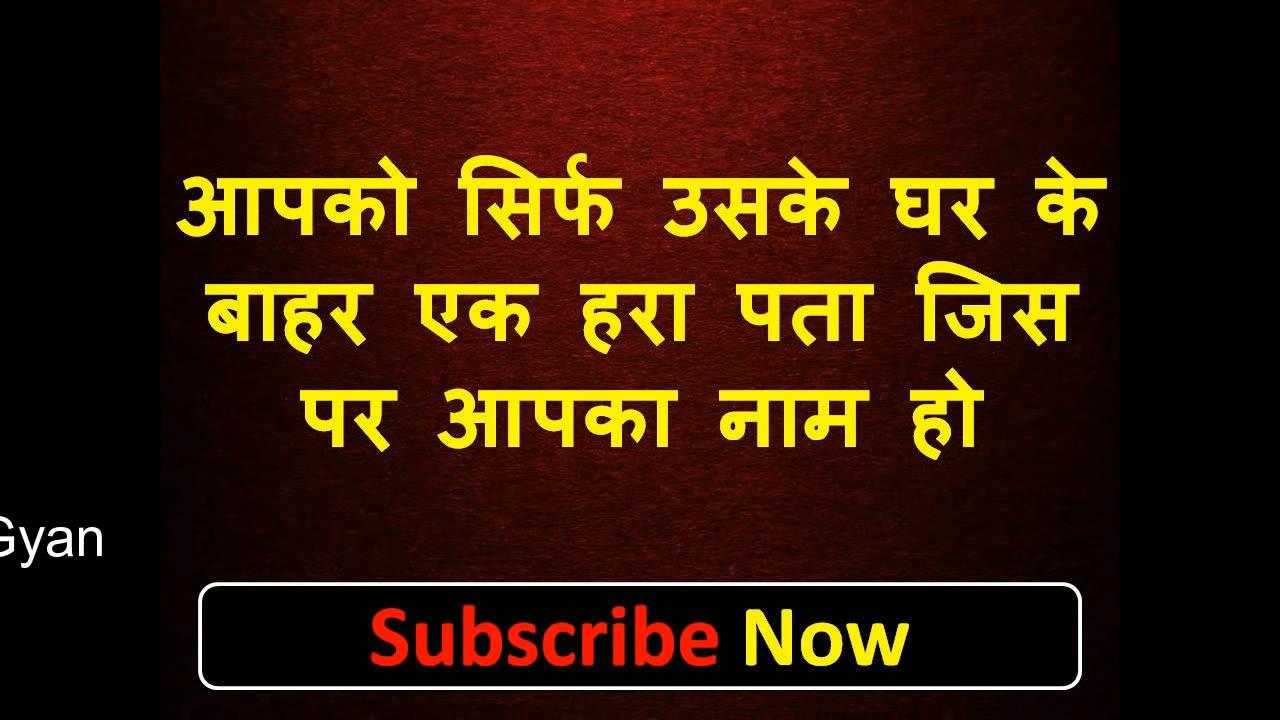 आपको सिर्फ उसके घर के
बाहर एक हरा पता जिस
पर आपका नाम हो
Gyan
Subscribe Now